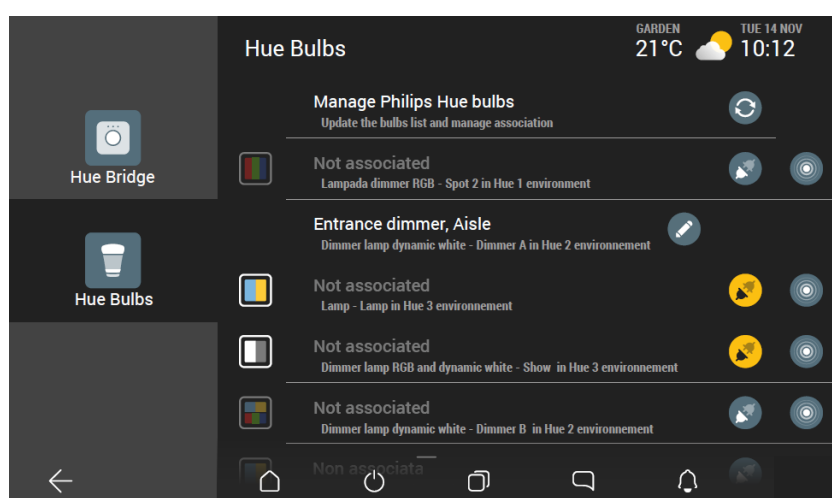 GARDEN
TUE 14 NOV
Hue Bulbs
21°C
10:12
Manage Philips Hue bulbs
Update the bulbs list and manage association
Hue Bridge
Not associated
Lampada dimmer RGB - Spot 2 in Hue 1 environment
Entrance dimmer, Aisle
Dimmer lamp dynamic white - Dimmer A in Hue 2 environnement
Hue Bulbs
Not associated
Lamp - Lamp in Hue 3 environnement
Not associated
Dimmer lamp RGB and dynamic white - Show in Hue 3 environnement
Not associated
Dimmer lamp dynamic white - Dimmer B in Hue 2 environnement
Non associata